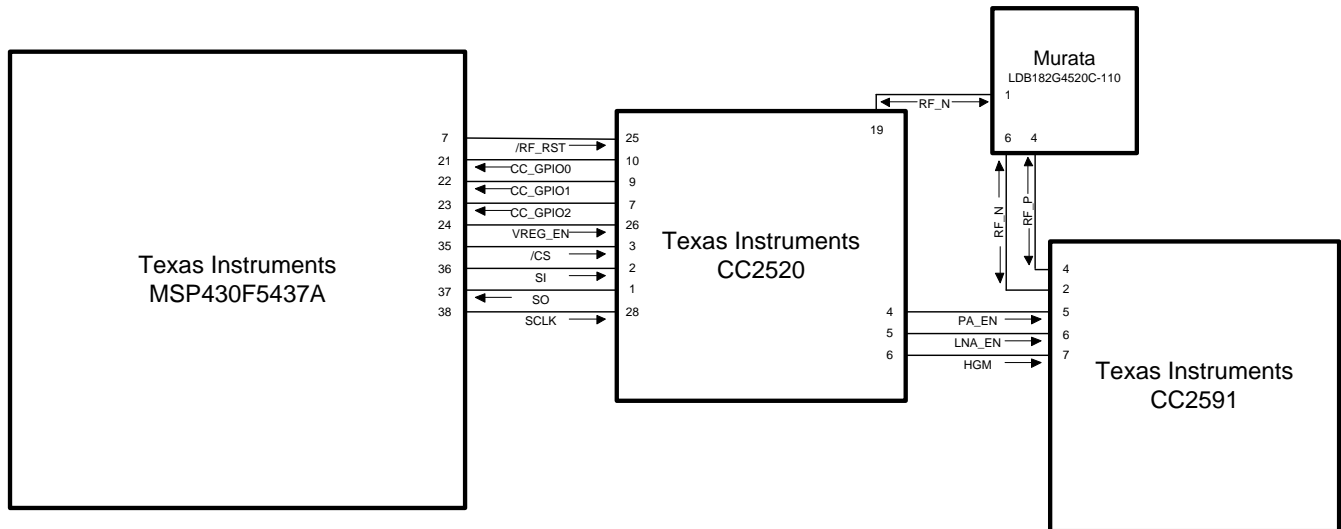 Murata
LDB182G4520C-110
1
RF_N
19
6 4
7 25
/RF_RST
21 10
CC_GPIO0
22 9
CC_GPIO1
23 7
CC_GPIO2
24 26
VREG_EN
35 3
/CS
36 2
SI
37 1
SO
38 28
SCLK
Texas Instruments
MSP430F5437A
Texas Instruments
CC2520
RF_N
RF_P
4
2
4 5
PA_EN
5 6
LNA_EN
6 7
HGM
Texas Instruments
CC2591